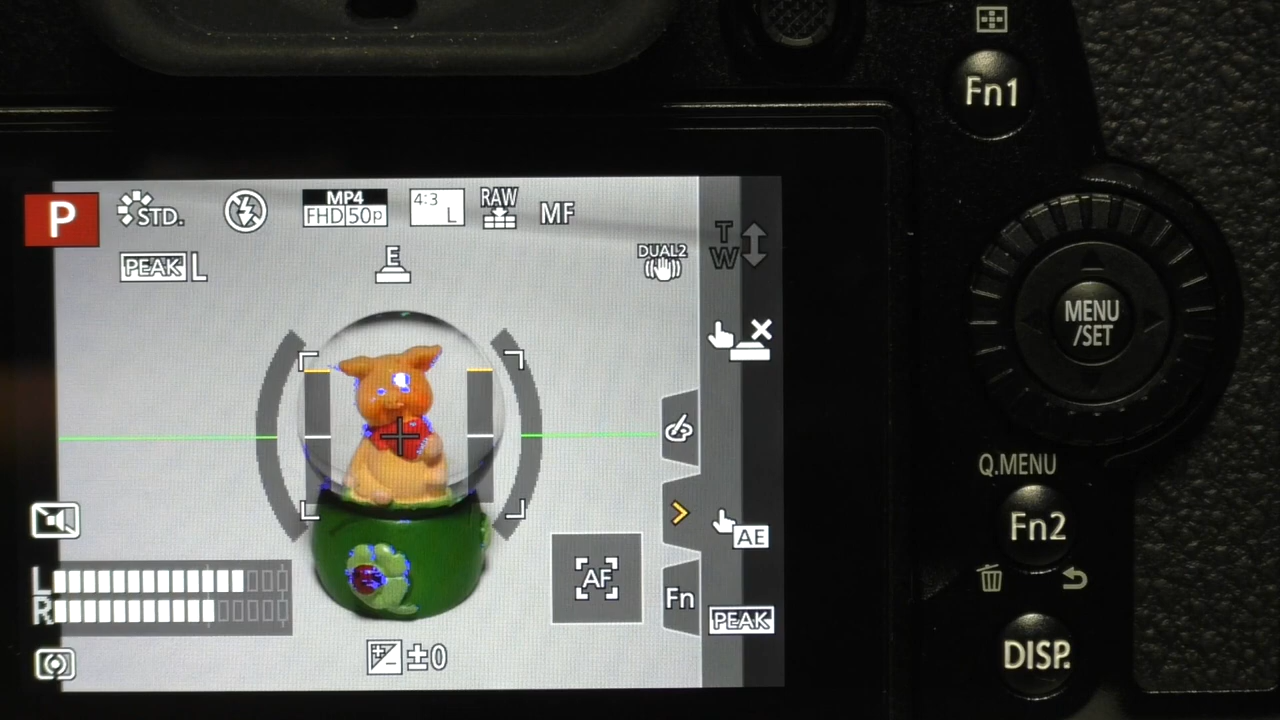 Fn1
P
STD.
MP4
FHD 50p
4:3
L
RAW
MF
PEAK L
E
DUAL2
T
W
MENU
/SET
Q.MENU
Fn2
AE
AF
Fn
PEAK
L
R
±0
DISP.